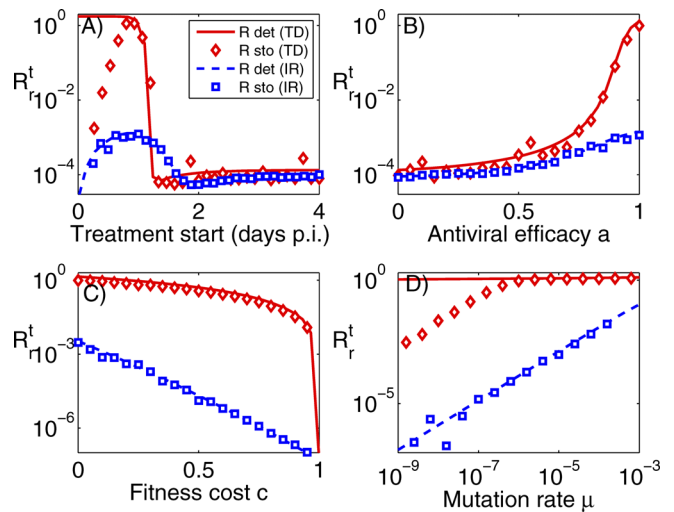 A)
R det (TD)
R sto (TD)
R det (IR)
R sto (IR)
10^0
10^-2
10^-4
R_r^t
0 2 4
Treatment start (days p.i.)
B)
10^0
10^-2
10^-4
R_r^t
0 0.5 1
Antiviral efficacy a
C)
10^0
10^-3
10^-6
R_r^t
0 0.5 1
Fitness cost c
D)
10^0
10^-5
R_r^t
10^-9 10^-7 10^-5 10^-3
Mutation rate μ